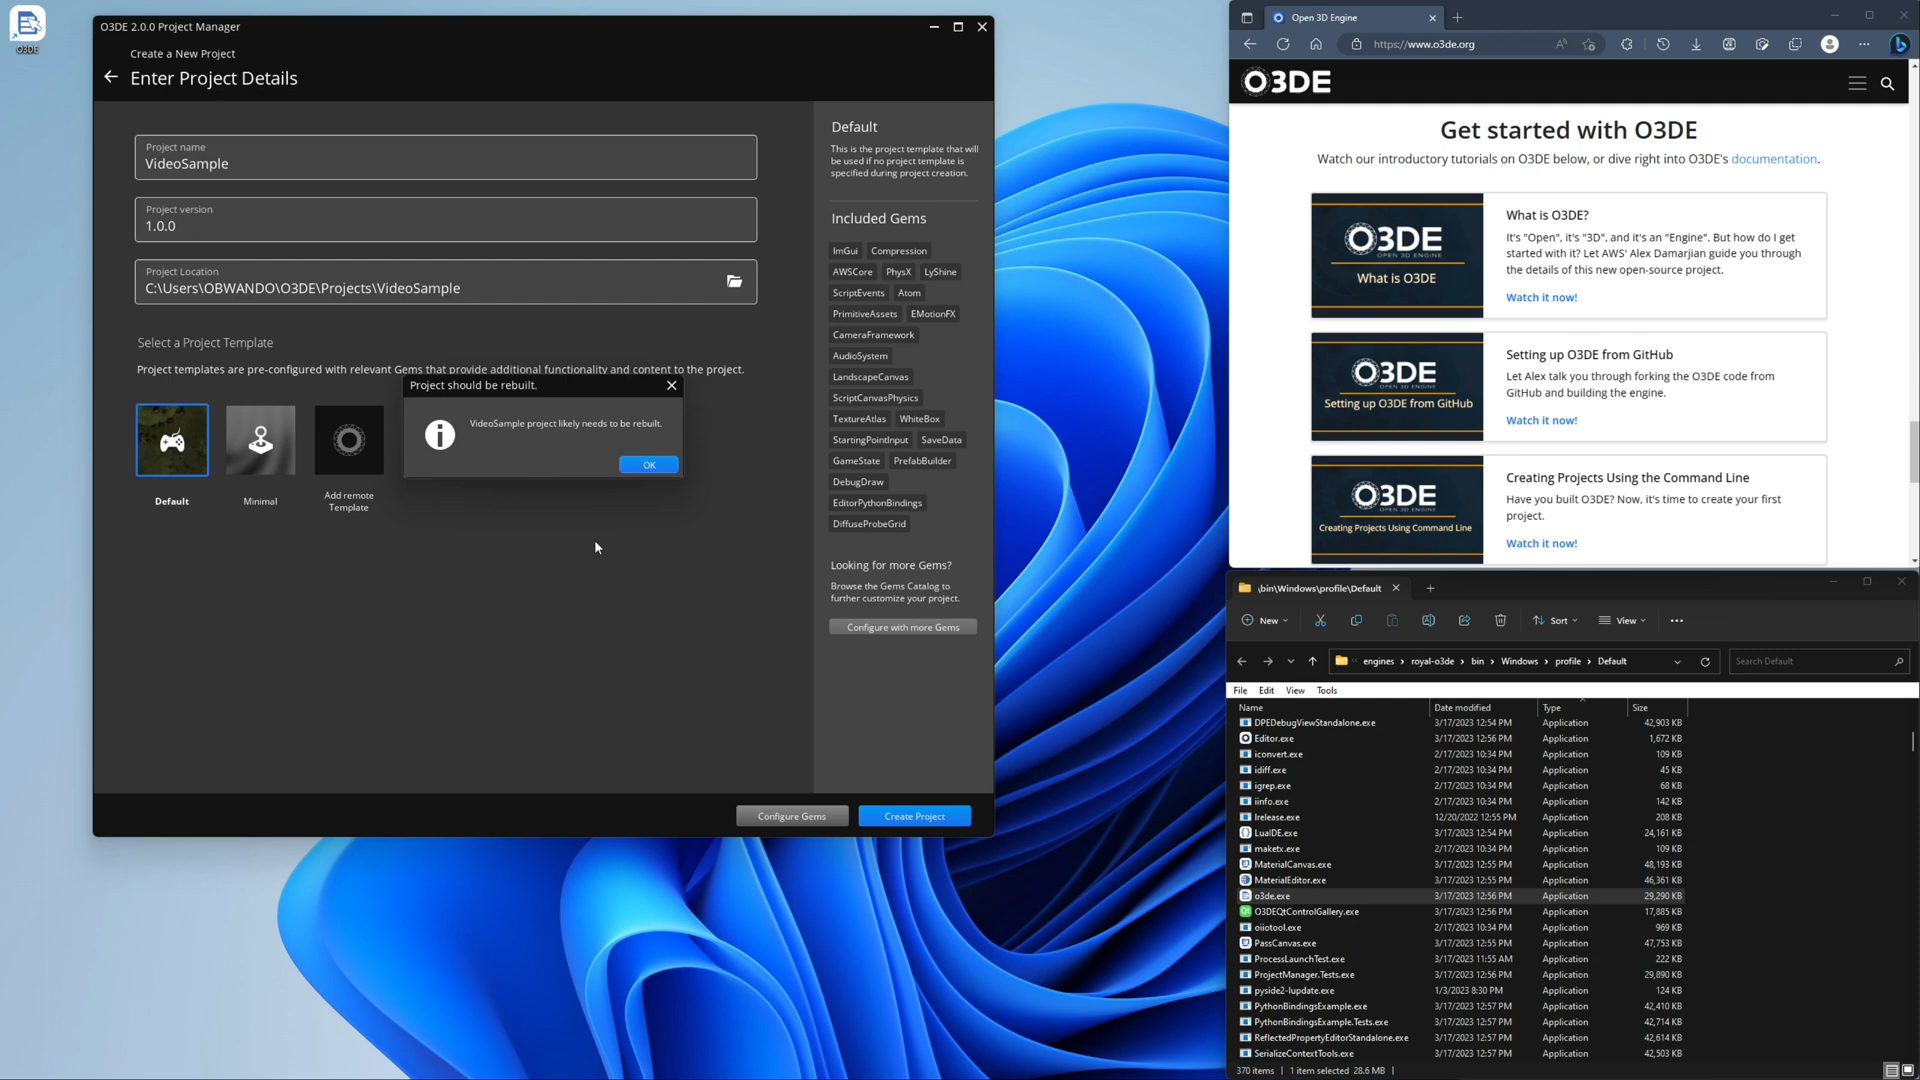 O3DE
O3DE 2.0.0 Project Manager
Create a New Project
Enter Project Details
Project name
VideoSample
Project version
1.0.0
Project Location
C:\Users\OBWANDO\O3DE\Projects\VideoSample
Select a Project Template
Project templates are pre-configured with relevant Gems that provide additional functionality and content to the project.
Default
Minimal
Add remote
Template
Project should be rebuilt.
VideoSample project likely needs to be rebuilt.
OK
Default
This is the project template that will
be used if no project template is
specified during project creation.
Included Gems
ImGui Compression
AWSCore PhysX LyShine
ScriptEvents Atom
PrimitiveAssets EMotionFX
CameraFramework
AudioSystem
LandscapeCanvas
ScriptCanvasPhysics
TextureAtlas WhiteBox
StartingPointInput SaveData
GameState PrefabBuilder
DebugDraw
EditorPythonBindings
DiffuseProbeGrid
Looking for more Gems?
Browse the Gems Catalog to
further customize your project.
Configure with more Gems
Configure Gems
Create Project
Open 3D Engine
https://www.o3de.org
O3DE
Get started with O3DE
Watch our introductory tutorials on O3DE below, or dive right into O3DE's documentation.
O3DE
OPEN 3D ENGINE
What is O3DE
What is O3DE?
It's "Open", it's "3D", and it's an "Engine". But how do I get
started with it? Let AWS' Alex Damarjian guide you through
the details of this new open-source project.
Watch it now!
O3DE
OPEN 3D ENGINE
Setting up O3DE from GitHub
Setting up O3DE from GitHub
Let Alex talk you through forking the O3DE code from
GitHub and building the engine.
Watch it now!
O3DE
OPEN 3D ENGINE
Creating Projects Using Command Line
Creating Projects Using the Command Line
Have you built O3DE? Now, it's time to create your first
project.
Watch it now!
\bin\Windows\profile\Default
New
Sort
View
engines › royal-o3de › bin › Windows › profile › Default
Search Default
File Edit View Tools
Name Date modified Type Size
DPEDebugViewStandalone.exe 3/17/2023 12:54 PM Application 42,903 KB
Editor.exe 3/17/2023 12:56 PM Application 1,672 KB
iconvert.exe 2/17/2023 10:34 PM Application 109 KB
idiff.exe 2/17/2023 10:34 PM Application 45 KB
igrep.exe 2/17/2023 10:34 PM Application 68 KB
iinfo.exe 2/17/2023 10:34 PM Application 142 KB
lrelease.exe 12/20/2022 12:55 PM Application 208 KB
LuaIDE.exe 3/17/2023 12:54 PM Application 24,161 KB
maketx.exe 2/17/2023 10:34 PM Application 109 KB
MaterialCanvas.exe 3/17/2023 12:55 PM Application 48,193 KB
MaterialEditor.exe 3/17/2023 12:55 PM Application 46,361 KB
o3de.exe 3/17/2023 12:56 PM Application 29,290 KB
O3DEQtControlGallery.exe 3/17/2023 12:56 PM Application 17,885 KB
oiiotool.exe 2/17/2023 10:34 PM Application 969 KB
PassCanvas.exe 3/17/2023 12:55 PM Application 47,753 KB
ProcessLaunchTest.exe 3/17/2023 11:55 AM Application 222 KB
ProjectManager.Tests.exe 3/17/2023 12:56 PM Application 29,890 KB
pyside2-lupdate.exe 1/3/2023 8:30 PM Application 124 KB
PythonBindingsExample.exe 3/17/2023 12:57 PM Application 42,410 KB
PythonBindingsExample.Tests.exe 3/17/2023 12:57 PM Application 42,714 KB
ReflectedPropertyEditorStandalone.exe 3/17/2023 12:57 PM Application 42,614 KB
SerializeContextTools.exe 3/17/2023 12:57 PM Application 42,503 KB
370 items | 1 item selected 28.6 MB |